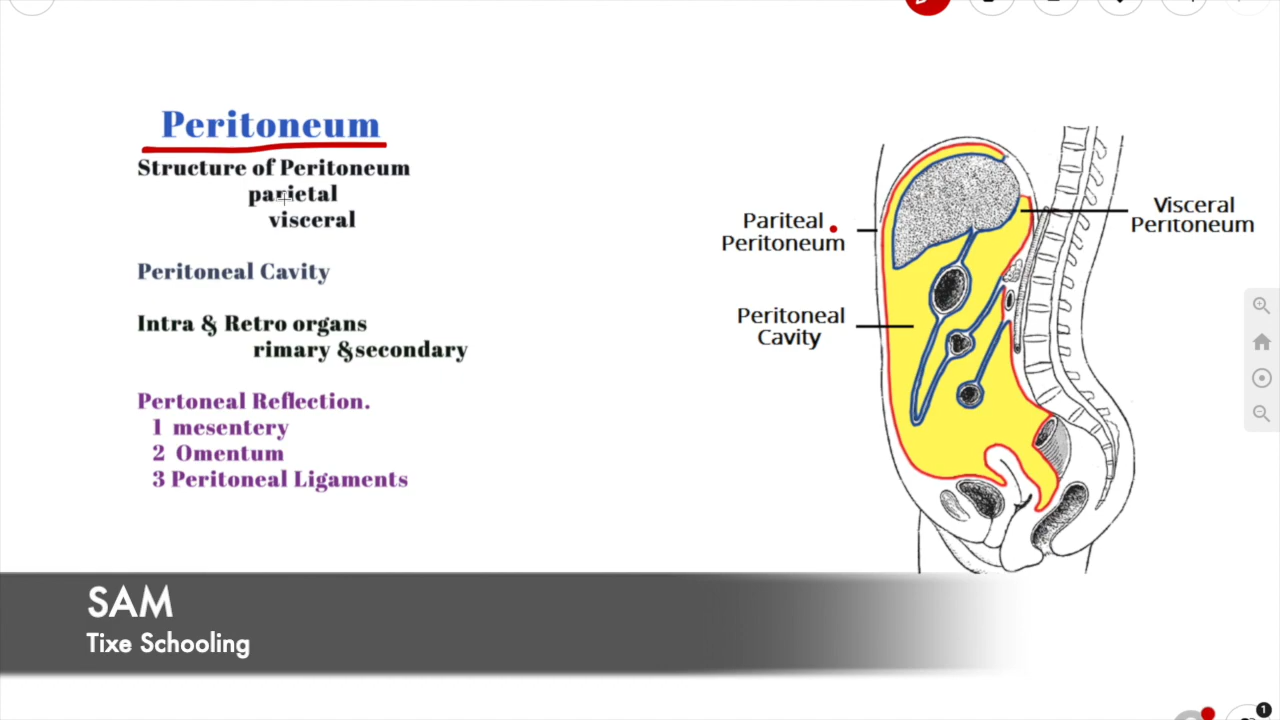 Peritoneum
Structure of Peritoneum
parietal
visceral
Peritoneal Cavity
Intra & Retro organs
rimary &secondary
Pertoneal Reflection.
1 mesentery
2 Omentum
3 Peritoneal Ligaments
Pariteal
Peritoneum
Peritoneal
Cavity
Visceral
Peritoneum
SAM
Tixe Schooling
1